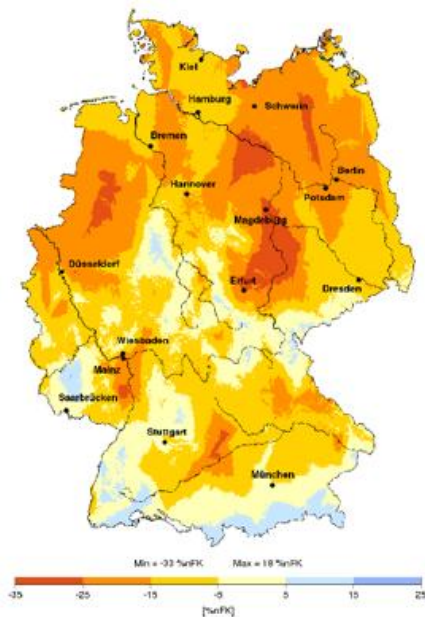 Kiel
Hamburg
Schwerin
Bremen
Berlin
Hannover
Potsdam
Magdeburg
Düsseldorf
Erfurt
Dresden
Wiesbaden
Mainz
Saarbrücken
Stuttgart
München
Min = -33 %nFK Max = 18 %nFK
-35 -25 -15 -5 5 15 25
[%nFK]